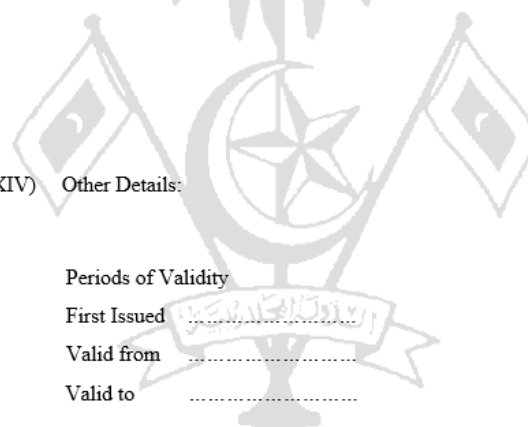 XIV) Other Details:
Periods of Validity
First Issued ………………………
Valid from ………………………
Valid to ………………………